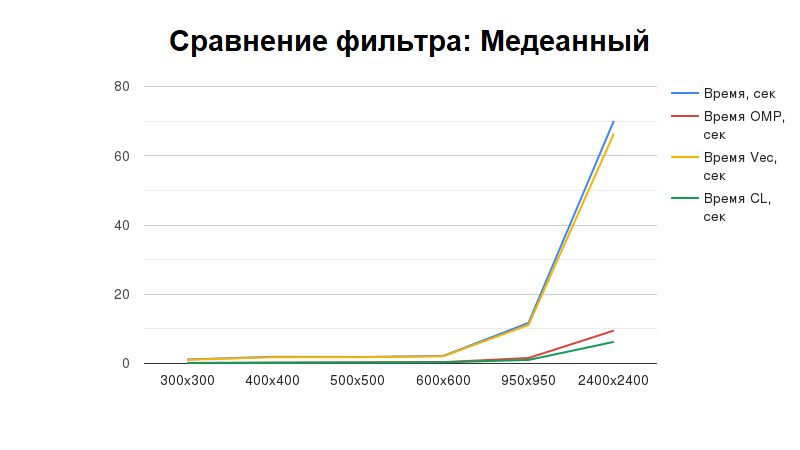 Сравнение фильтра: Медеанный
80
60
40
20
0
300x300 400x400 500x500 600x600 950x950 2400x2400
Время, сек
Время OMP,
сек
Время Vec,
сек
Время CL,
сек